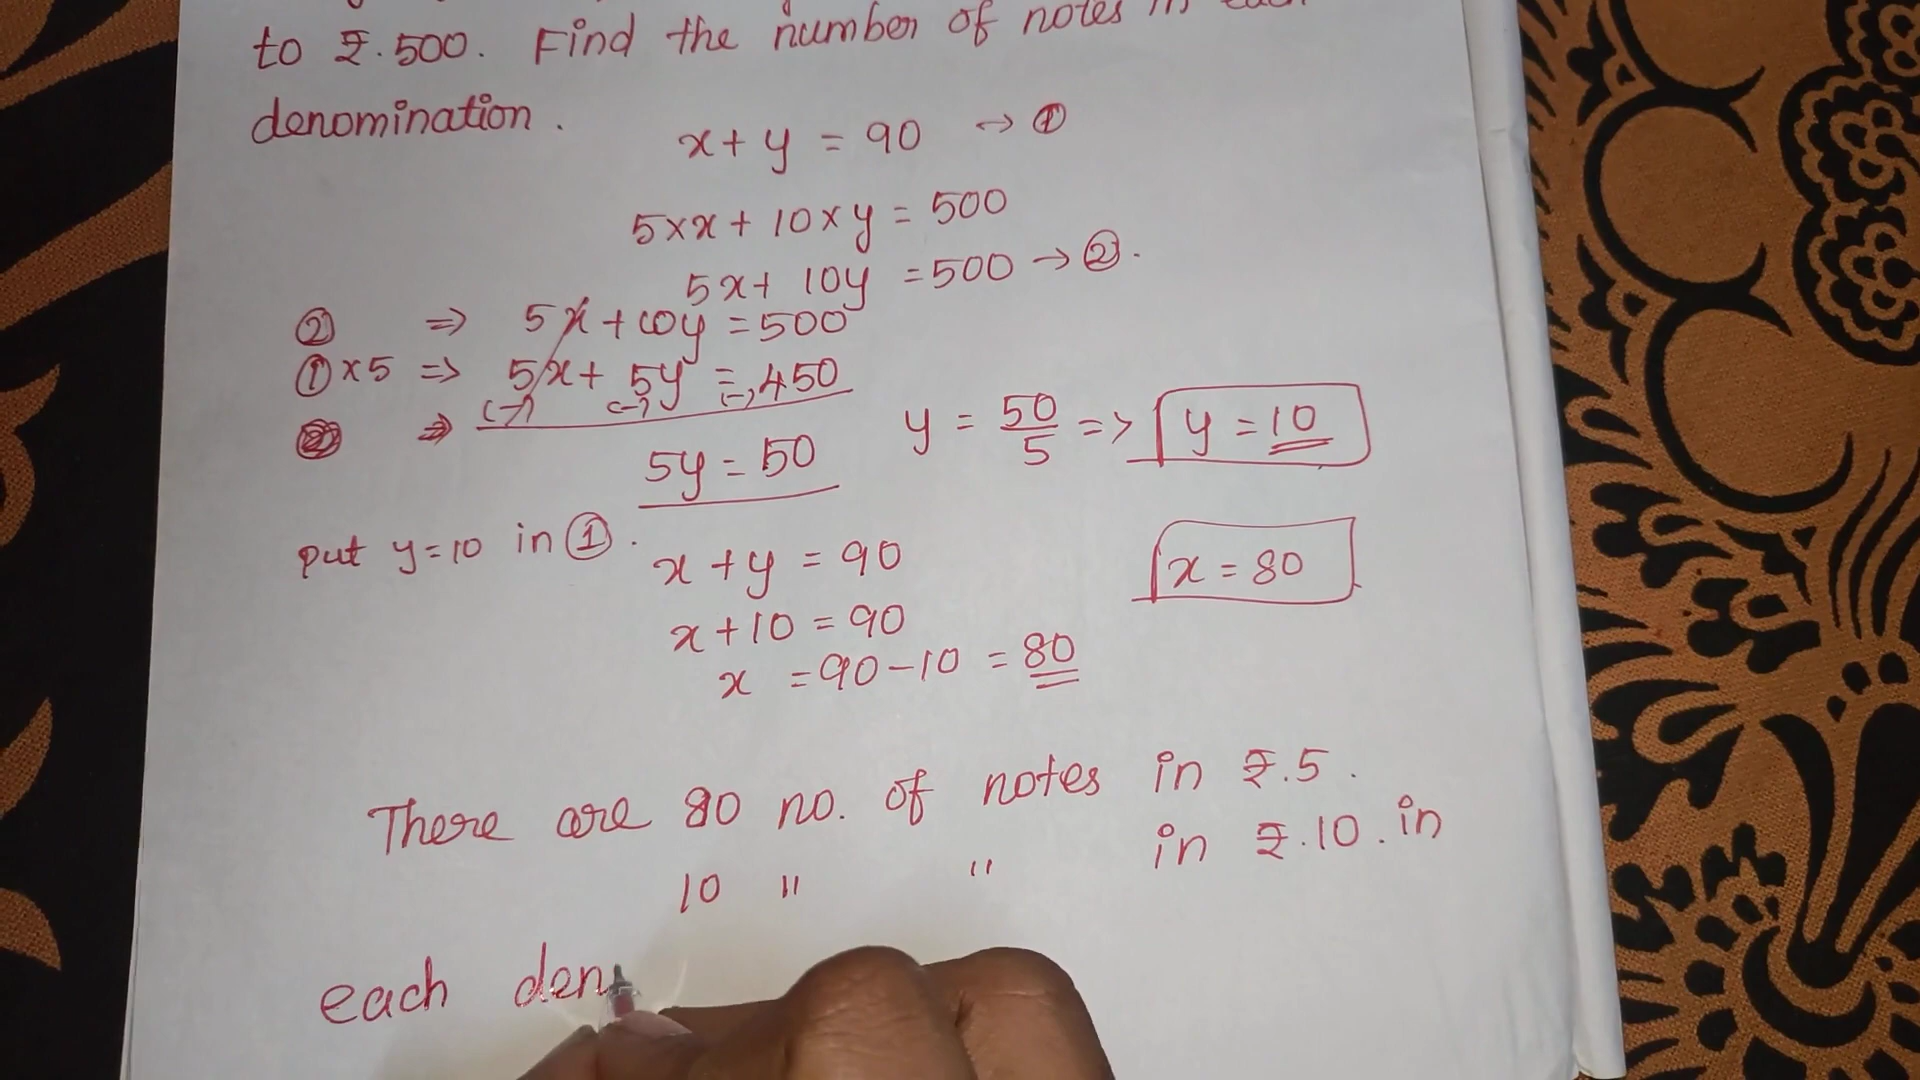 to ₹.500. Find the number of notes in each
denomination.
x + y = 90 → ①
5×x + 10×y = 500
5x + 10y = 500 → ②.
② ⇒ 5x + 10y = 500
①×5 ⇒ 5x + 5y = 450
(-) (-) (-)
⇒
5y = 50
y = 50/5 => y = 10
put y=10 in ①.
x + y = 90
x = 80
x + 10 = 90
x = 90 - 10 = 80
There are 80 no. of notes in ₹.5.
10 " " in ₹.10. in
each den